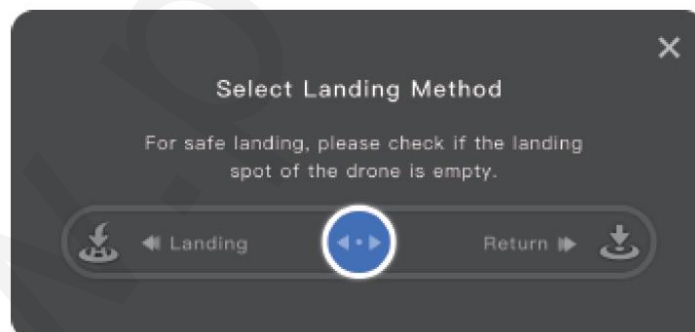 Select Landing Method
For safe landing, please check if the landing
spot of the drone is empty.
Landing
Return